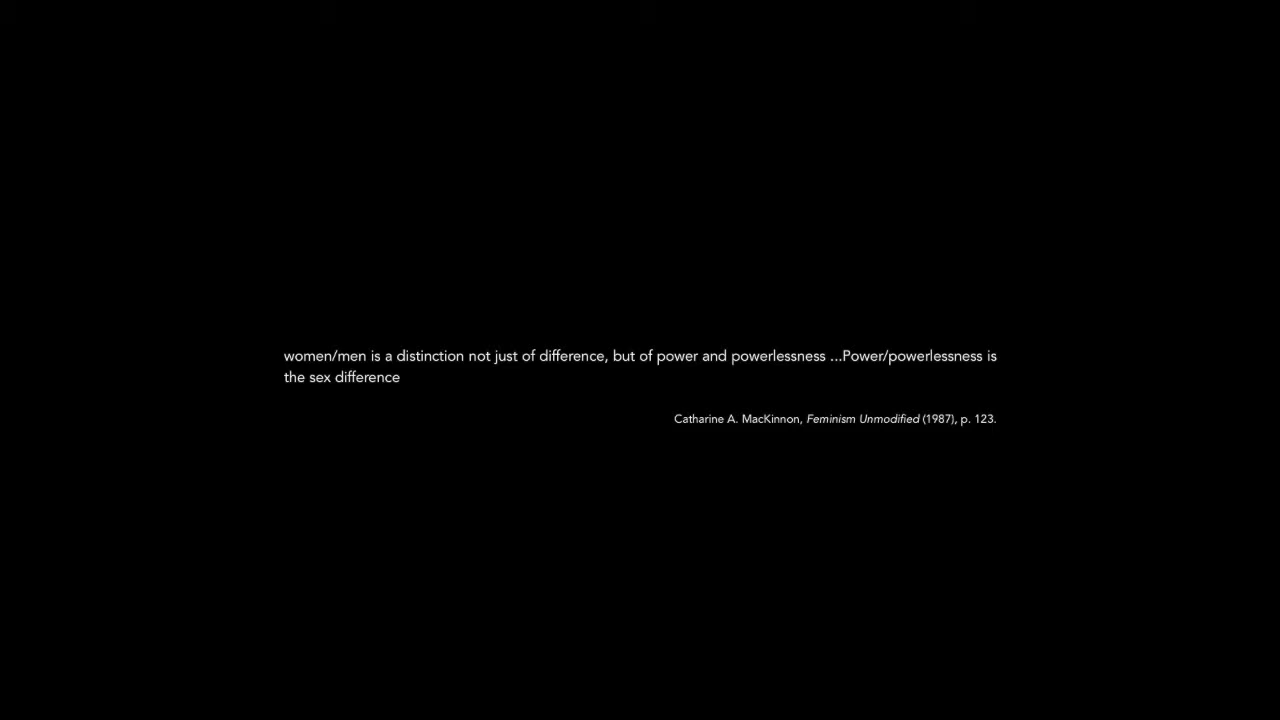 women/men is a distinction not just of difference, but of power and powerlessness ...Power/powerlessness is
the sex difference
Catharine A. MacKinnon, Feminism Unmodified (1987), p. 123.